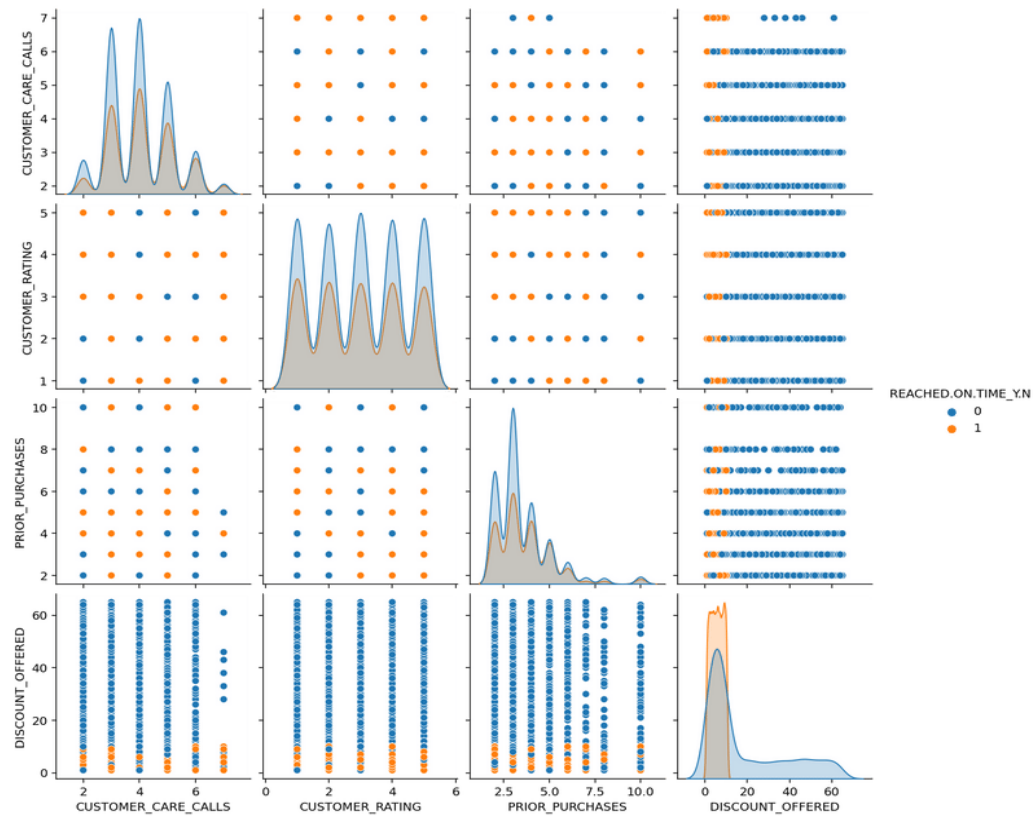 CUSTOMER_CARE_CALLS
7
6
5
4
3
2
CUSTOMER_RATING
5
4
3
2
1
PRIOR_PURCHASES
10
8
6
4
2
DISCOUNT_OFFERED
60
40
20
0
2 4 6
CUSTOMER_CARE_CALLS
0 2 4 6
CUSTOMER_RATING
2.5 5.0 7.5 10.0
PRIOR_PURCHASES
0 20 40 60
DISCOUNT_OFFERED
REACHED.ON.TIME_Y.N
0
1